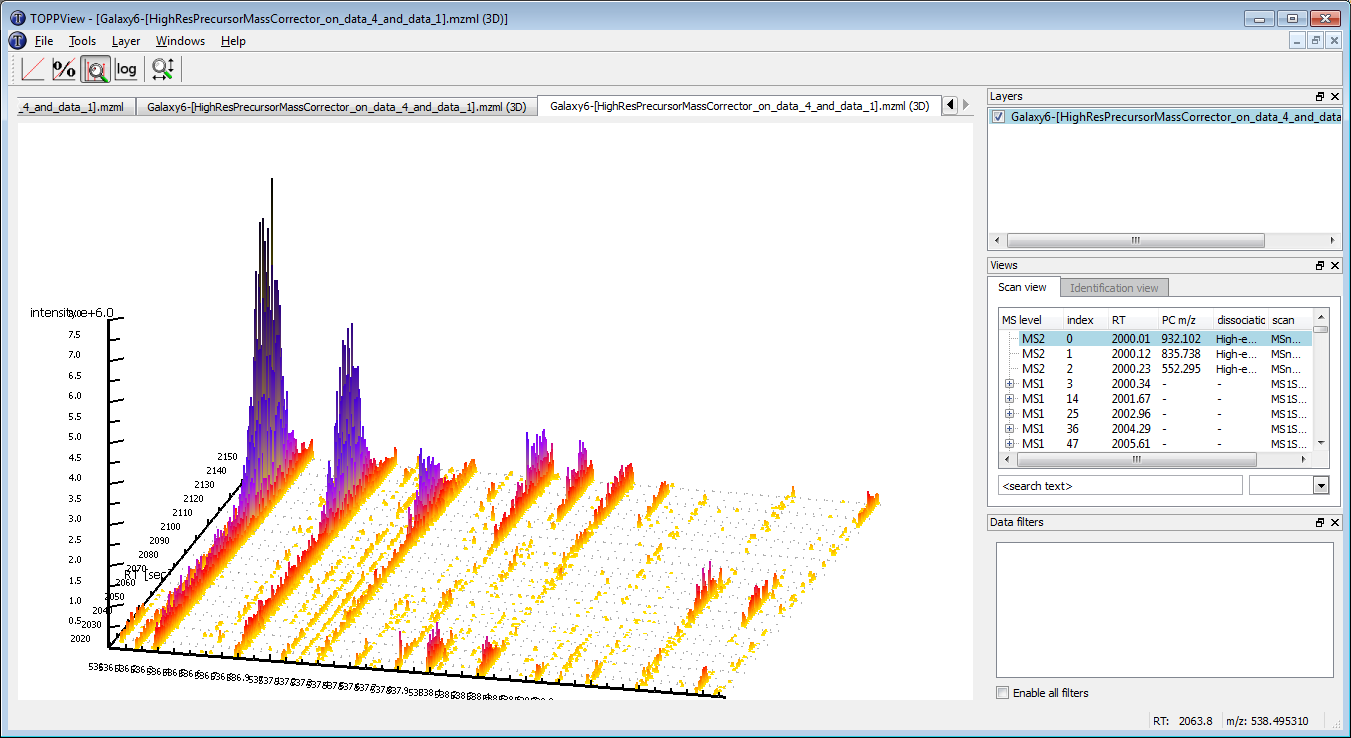 TOPPView - [Galaxy6-[HighResPrecursorMassCorrector_on_data_4_and_data_1].mzml (3D)]
File Tools Layer Windows Help
% log
_4_and_data_1].mzml Galaxy6-[HighResPrecursorMassCorrector_on_data_4_and_data_1].mzml (3D) Galaxy6-[HighResPrecursorMassCorrector_on_data_4_and_data_1].mzml (3D)
intensity e+6.0
7.5
7.0
6.5
6.0
5.5
5.0
4.5
4.0
3.5
3.0
2.5
2.0
1.5
1.0
0.5
2150
2140
2130
2120
2110
2100
2090
2080
2070
2060
2050
2040
2030
2020
RT [sec]
Layers
Galaxy6-[HighResPrecursorMassCorrector_on_data_4_and_data
Views
Scan view Identification view
MS level index RT PC m/z dissociatic scan
MS2 0 2000.01 932.102 High-e... MSn...
MS2 1 2000.12 835.738 High-e... MSn...
MS2 2 2000.23 552.295 High-e... MSn...
MS1 3 2000.34 - - MS1S...
MS1 14 2001.67 - - MS1S...
MS1 25 2002.96 - - MS1S...
MS1 36 2004.29 - - MS1S...
MS1 47 2005.61 - - MS1S...
<search text>
Data filters
Enable all filters
RT: 2063.8 m/z: 538.495310